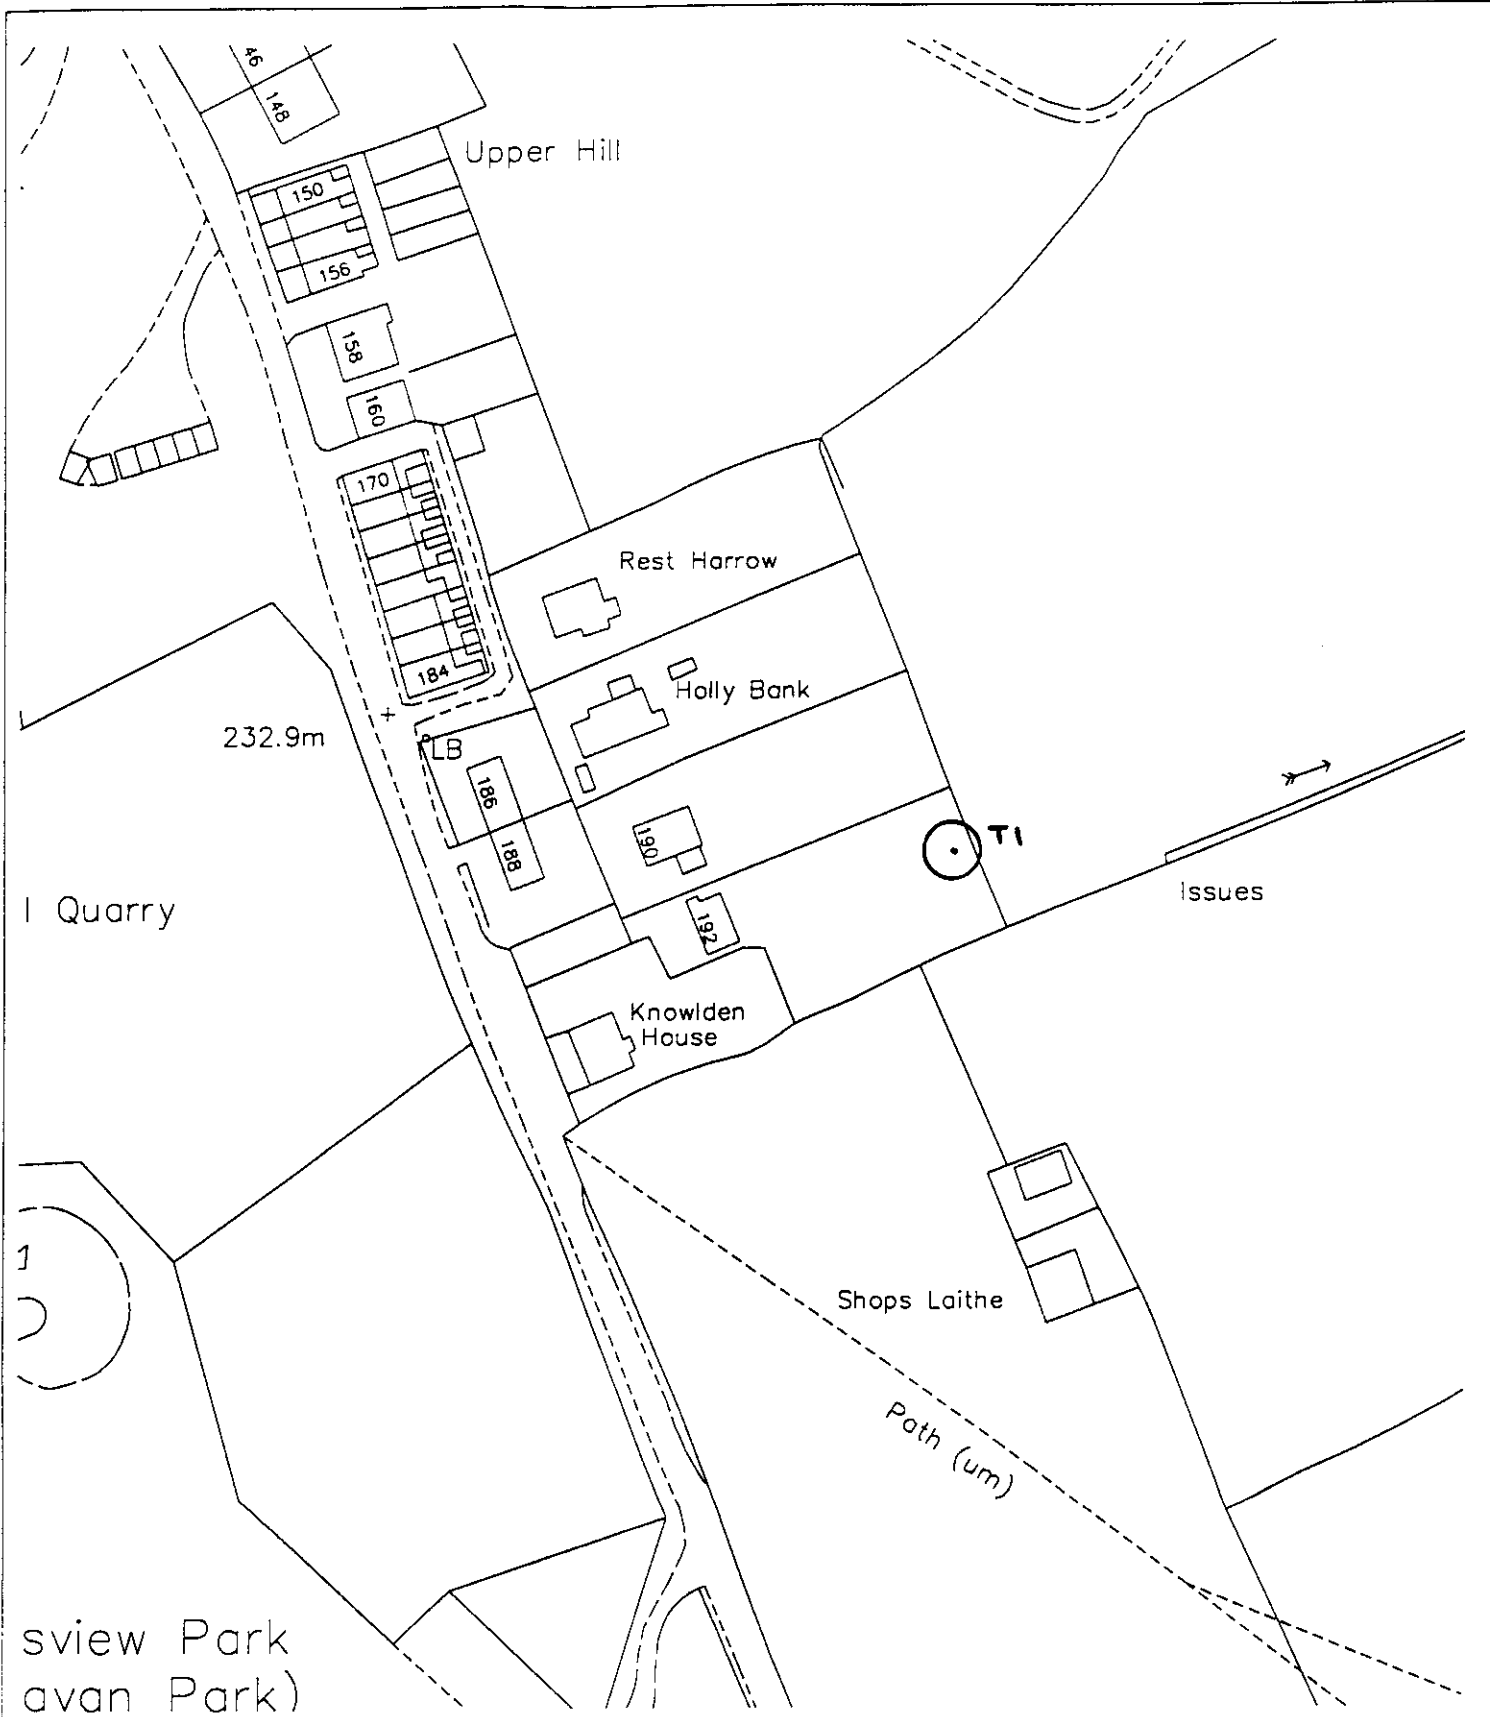 46
148
Upper Hill
150
156
158
160
170
Rest Harrow
184
Holly Bank
232.9m
LB
186
188
190
T1
Issues
l Quarry
192
Knowlden
House
1
Shops Laithe
Path (um)
sview Park
avan Park)